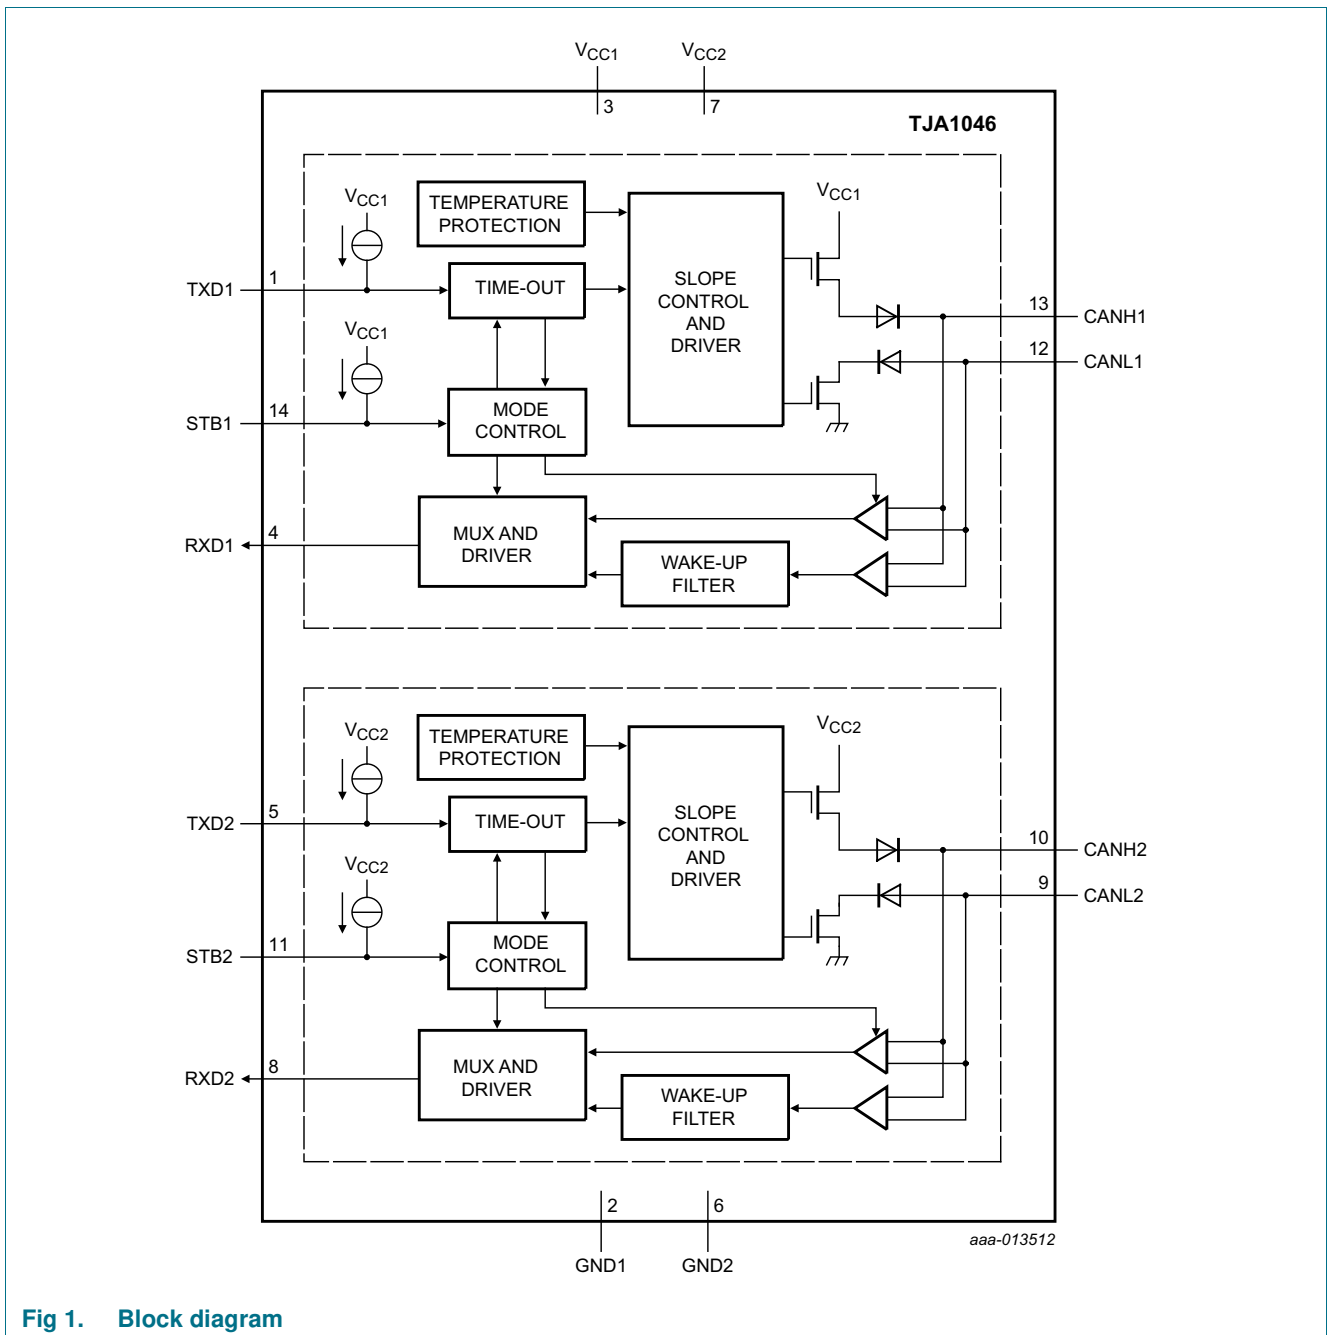 VCC1 VCC2
3 7
TJA1046
VCC1
TEMPERATURE
PROTECTION
VCC1
TXD1 1
TIME-OUT
SLOPE
CONTROL
AND
DRIVER
13 CANH1
VCC1
12 CANL1
STB1 14
MODE
CONTROL
RXD1 4
MUX AND
DRIVER
WAKE-UP
FILTER
TEMPERATURE
PROTECTION
VCC2
VCC2
TXD2 5
TIME-OUT
SLOPE
CONTROL
AND
DRIVER
10 CANH2
VCC2
9 CANL2
STB2 11
MODE
CONTROL
RXD2 8
MUX AND
DRIVER
WAKE-UP
FILTER
2 6
aaa-013512
GND1 GND2
Fig 1. Block diagram